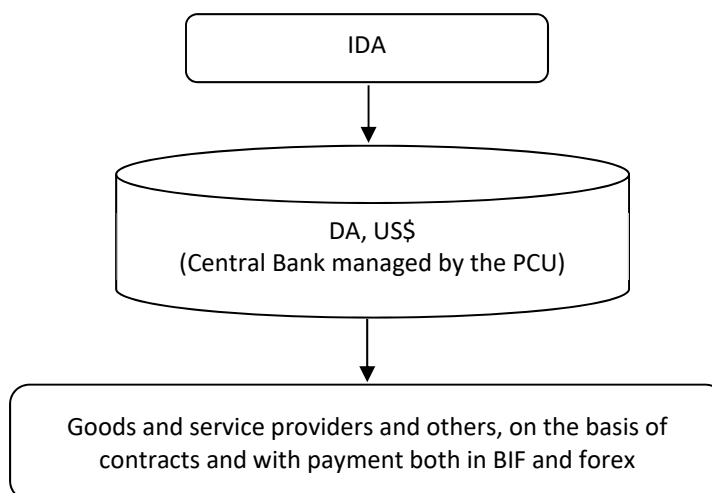 IDA
DA, US$
(Central Bank managed by the PCU)
Goods and service providers and others, on the basis of
contracts and with payment both in BIF and forex